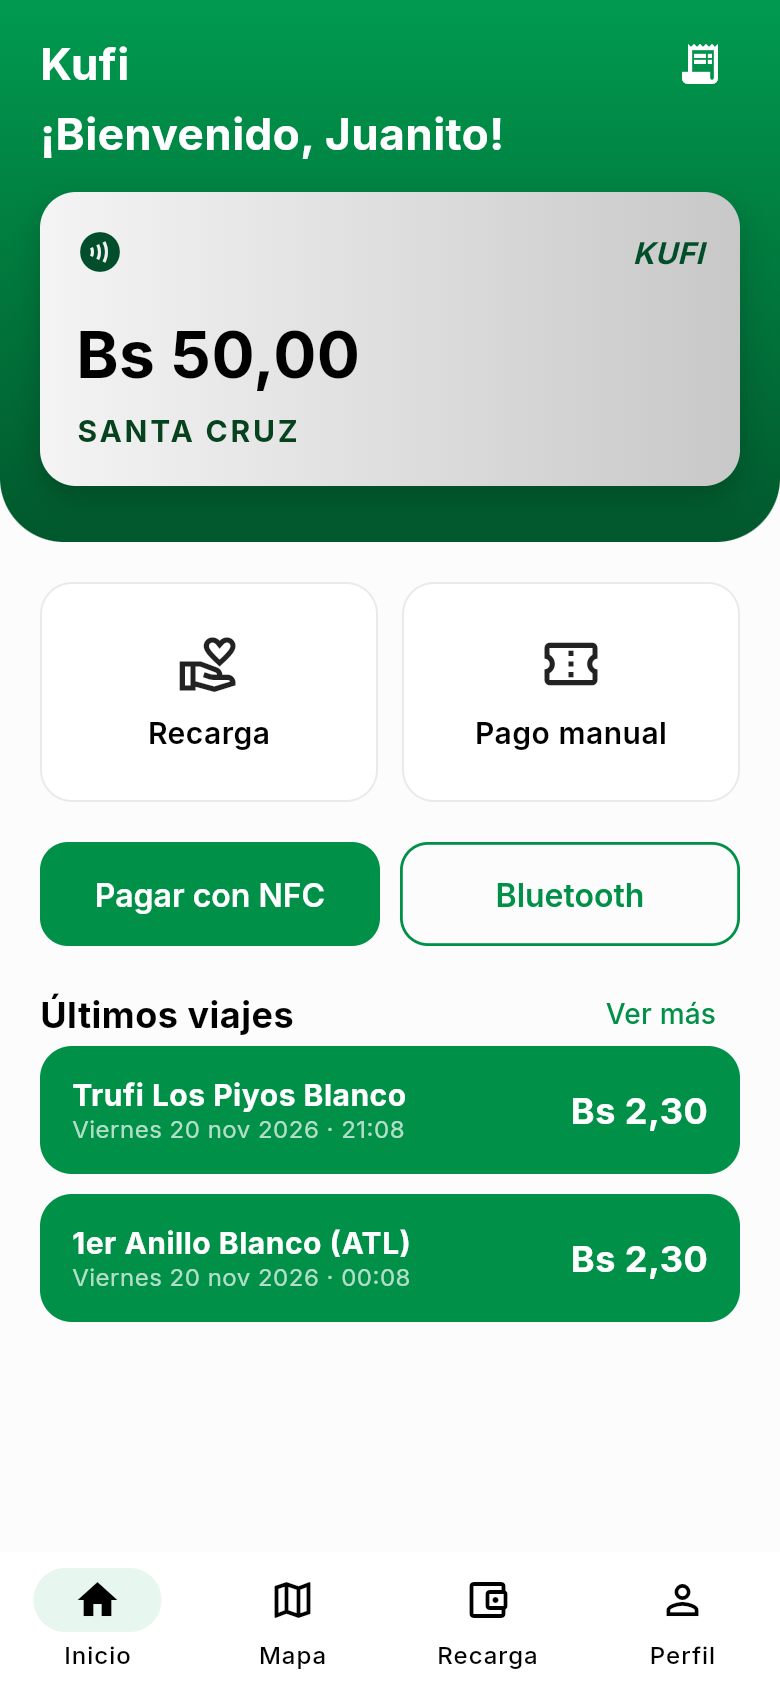 Kufi
¡Bienvenido, Juanito!
KUFI
Bs 50,00
SANTA CRUZ
Recarga
Pago manual
Pagar con NFC
Bluetooth
Últimos viajes
Ver más
Trufi Los Piyos Blanco
Viernes 20 nov 2026 · 21:08
Bs 2,30
1er Anillo Blanco (ATL)
Viernes 20 nov 2026 · 00:08
Bs 2,30
Inicio
Mapa
Recarga
Perfil